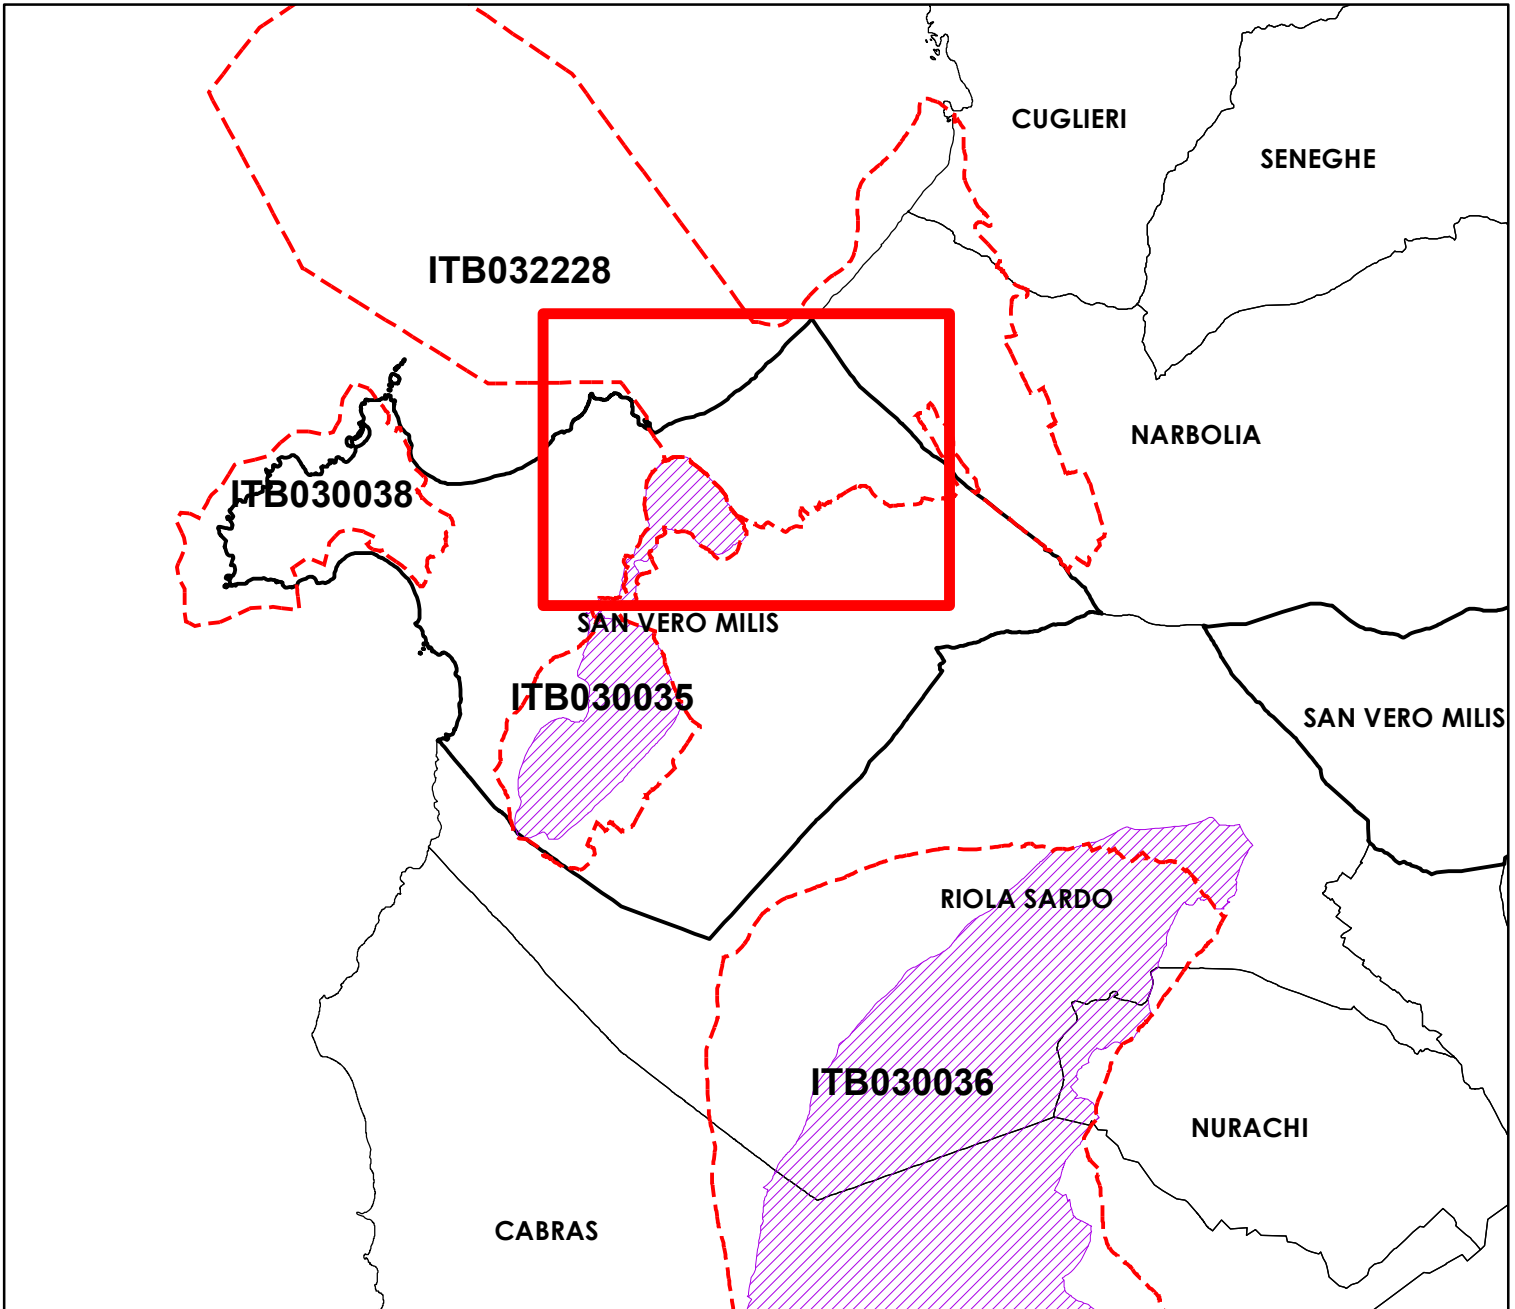 CUGLIERI
SENEGHE
ITB032228
NARBOLIA
ITB030038
SAN VERO MILIS
ITB030035
SAN VERO MILIS
RIOLA SARDO
ITB030036
NURACHI
CABRAS